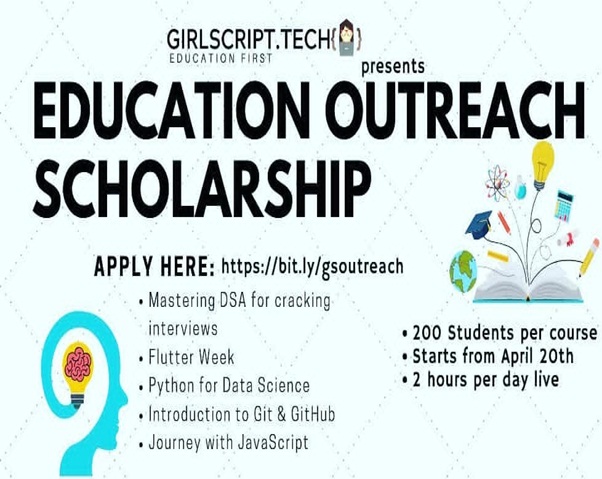 GIRLSCRIPT.TECH{ }
EDUCATION FIRST
presents
EDUCATION OUTREACH
SCHOLARSHIP
APPLY HERE: https://bit.ly/gsoutreach
• Mastering DSA for cracking
interviews
• Flutter Week
• Python for Data Science
• Introduction to Git & GitHub
• Journey with JavaScript
• 200 Students per course
• Starts from April 20th
• 2 hours per day live